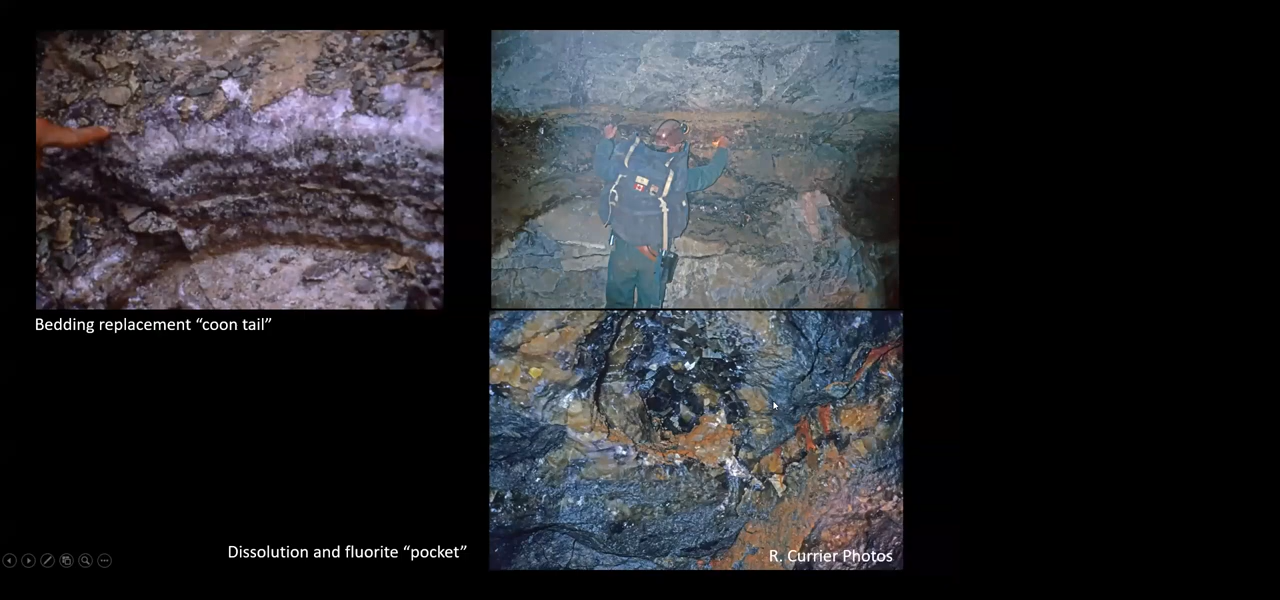 Bedding replacement “coon tail”
Dissolution and fluorite “pocket”
R. Currier Photos